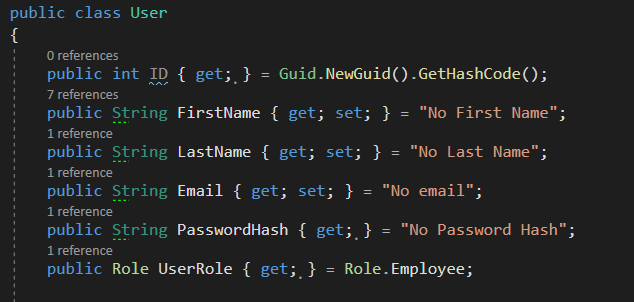 public class User
{
0 references
public int ID { get; } = Guid.NewGuid().GetHashCode();
7 references
public String FirstName { get; set; } = "No First Name";
1 reference
public String LastName { get; set; } = "No Last Name";
1 reference
public String Email { get; set; } = "No email";
1 reference
public String PasswordHash { get; } = "No Password Hash";
1 reference
public Role UserRole { get; } = Role.Employee;